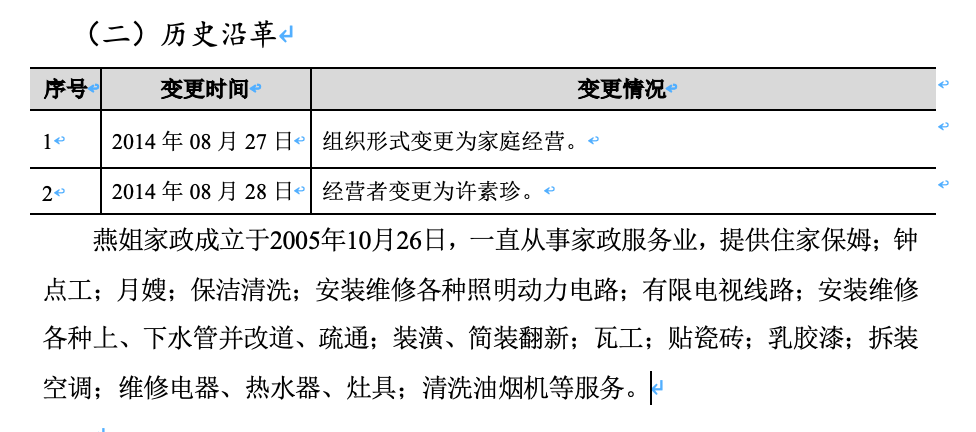 （二）历史沿革
序号 变更时间 变更情况
1 2014 年 08 月 27 日 组织形式变更为家庭经营。
2 2014 年 08 月 28 日 经营者变更为许素珍。
燕姐家政成立于2005年10月26日，一直从事家政服务业，提供住家保姆；钟
点工；月嫂；保洁清洗；安装维修各种照明动力电路；有限电视线路；安装维修
各种上、下水管并改道、疏通；装潢、简装翻新；瓦工；贴瓷砖；乳胶漆；拆装
空调；维修电器、热水器、灶具；清洗油烟机等服务。